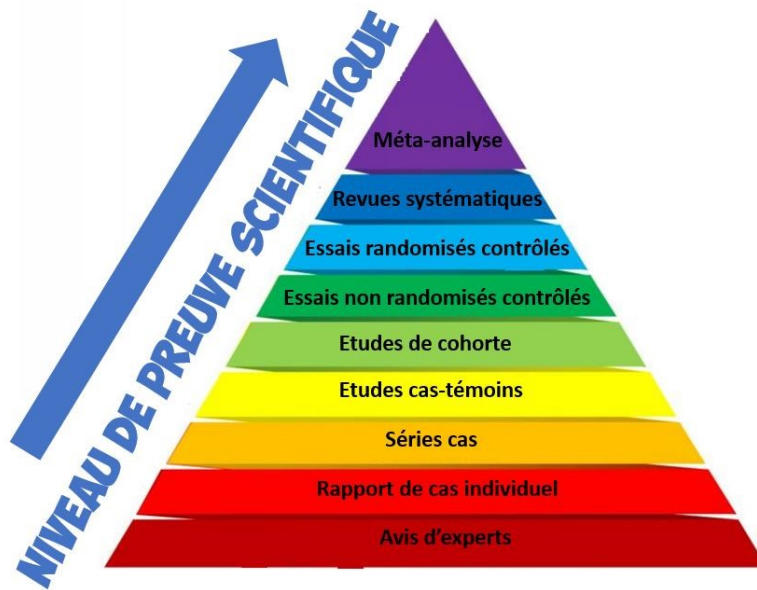 NIVEAU DE PREUVE SCIENTIFIQUE
Méta-analyse
Revues systématiques
Essais randomisés contrôlés
Essais non randomisés contrôlés
Etudes de cohorte
Etudes cas-témoins
Séries cas
Rapport de cas individuel
Avis d'experts